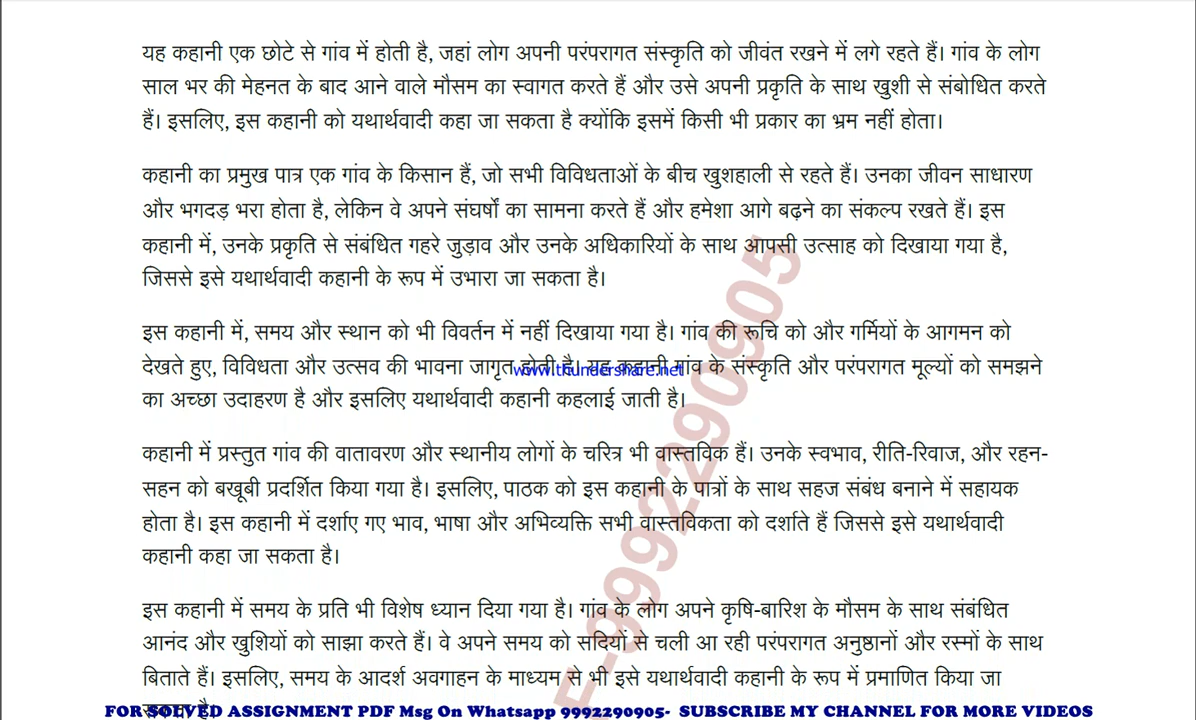 यह कहानी एक छोटे से गांव में होती है, जहां लोग अपनी परंपरागत संस्कृति को जीवंत रखने में लगे रहते हैं। गांव के लोग
साल भर की मेहनत के बाद आने वाले मौसम का स्वागत करते हैं और उसे अपनी प्रकृति के साथ खुशी से संबोधित करते
हैं। इसलिए, इस कहानी को यथार्थवादी कहा जा सकता है क्योंकि इसमें किसी भी प्रकार का भ्रम नहीं होता।
कहानी का प्रमुख पात्र एक गांव के किसान हैं, जो सभी विविधताओं के बीच खुशहाली से रहते हैं। उनका जीवन साधारण
और भगदड़ भरा होता है, लेकिन वे अपने संघर्षों का सामना करते हैं और हमेशा आगे बढ़ने का संकल्प रखते हैं। इस
कहानी में, उनके प्रकृति से संबंधित गहरे जुड़ाव और उनके अधिकारियों के साथ आपसी उत्साह को दिखाया गया है,
जिससे इसे यथार्थवादी कहानी के रूप में उभारा जा सकता है।
इस कहानी में, समय और स्थान को भी विवर्तन में नहीं दिखाया गया है। गांव की रूचि को और गर्मियों के आगमन को
देखते हुए, विविधता और उत्सव की भावना जागृत होती है। यह कहानी गांव के संस्कृति और परंपरागत मूल्यों को समझने
www.thundershare.net
का अच्छा उदाहरण है और इसलिए यथार्थवादी कहानी कहलाई जाती है।
कहानी में प्रस्तुत गांव की वातावरण और स्थानीय लोगों के चरित्र भी वास्तविक हैं। उनके स्वभाव, रीति-रिवाज, और रहन-
सहन को बखूबी प्रदर्शित किया गया है। इसलिए, पाठक को इस कहानी के पात्रों के साथ सहज संबंध बनाने में सहायक
होता है। इस कहानी में दर्शाए गए भाव, भाषा और अभिव्यक्ति सभी वास्तविकता को दर्शाते हैं जिससे इसे यथार्थवादी
कहानी कहा जा सकता है।
इस कहानी में समय के प्रति भी विशेष ध्यान दिया गया है। गांव के लोग अपने कृषि-बारिश के मौसम के साथ संबंधित
आनंद और खुशियों को साझा करते हैं। वे अपने समय को सदियों से चली आ रही परंपरागत अनुष्ठानों और रस्मों के साथ
बिताते हैं। इसलिए, समय के आदर्श अवगाहन के माध्यम से भी इसे यथार्थवादी कहानी के रूप में प्रमाणित किया जा
-9992290905
FOR SOLVED ASSIGNMENT PDF Msg On Whatsapp 9992290905- SUBSCRIBE MY CHANNEL FOR MORE VIDEOS